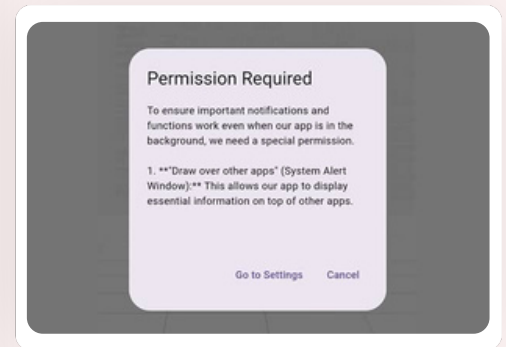 Permission Required
To ensure important notifications and
functions work even when our app is in the
background, we need a special permission.
1. **"Draw over other apps" (System Alert
Window):** This allows our app to display
essential information on top of other apps.
Go to Settings Cancel